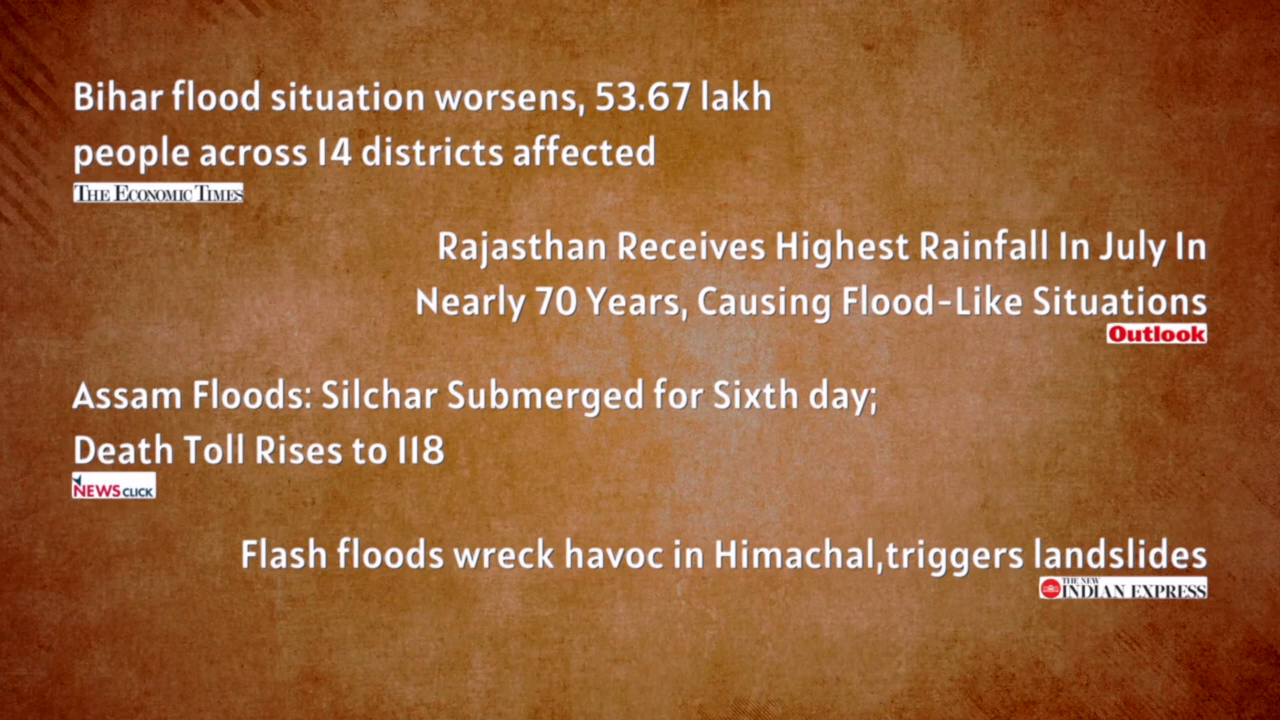 Bihar flood situation worsens, 53.67 lakh
people across 14 districts affected
THE ECONOMIC TIMES
Rajasthan Receives Highest Rainfall In July In
Nearly 70 Years, Causing Flood-Like Situations
Outlook
Assam Floods: Silchar Submerged for Sixth day;
Death Toll Rises to 118
NEWS CLICK
Flash floods wreck havoc in Himachal,triggers landslides
THE NEW
INDIAN EXPRESS